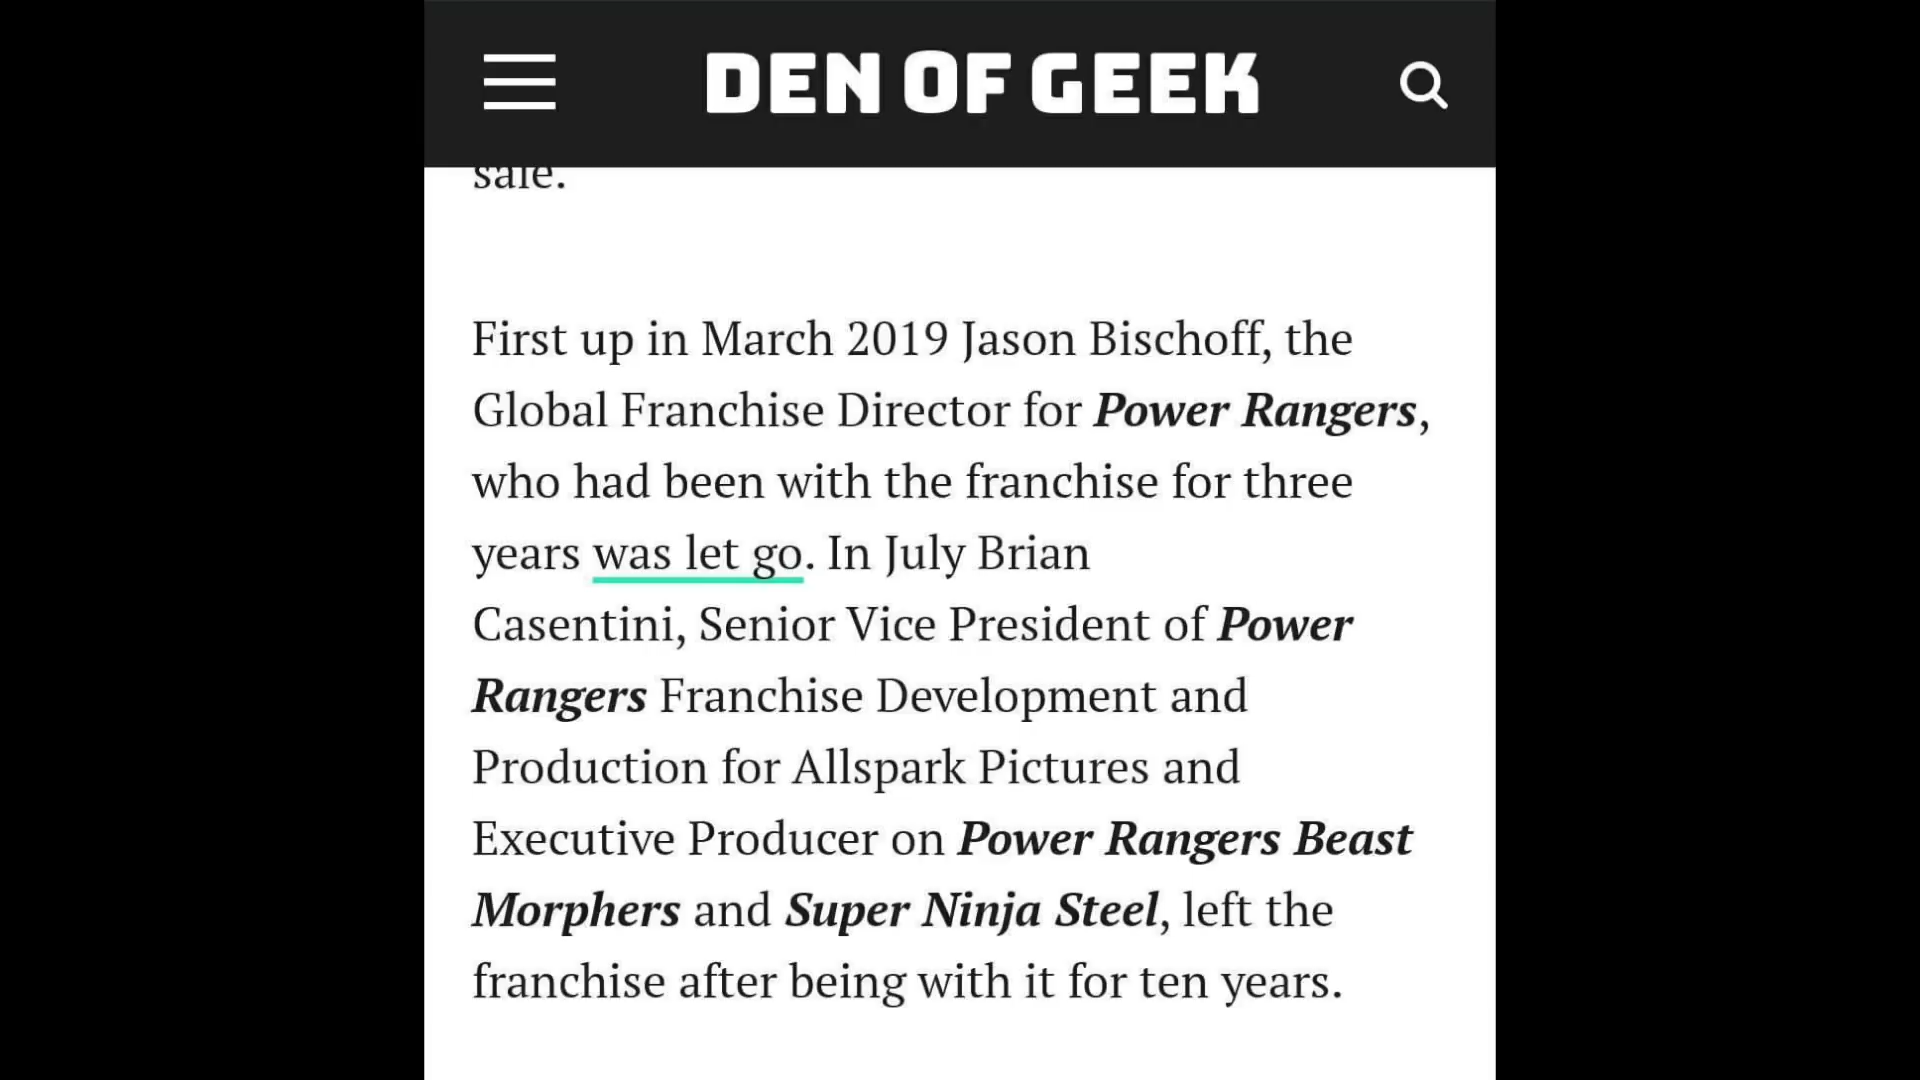 DEN OF GEEK
sale.
First up in March 2019 Jason Bischoff, the
Global Franchise Director for Power Rangers,
who had been with the franchise for three
years was let go. In July Brian
Casentini, Senior Vice President of Power
Rangers Franchise Development and
Production for Allspark Pictures and
Executive Producer on Power Rangers Beast
Morphers and Super Ninja Steel, left the
franchise after being with it for ten years.